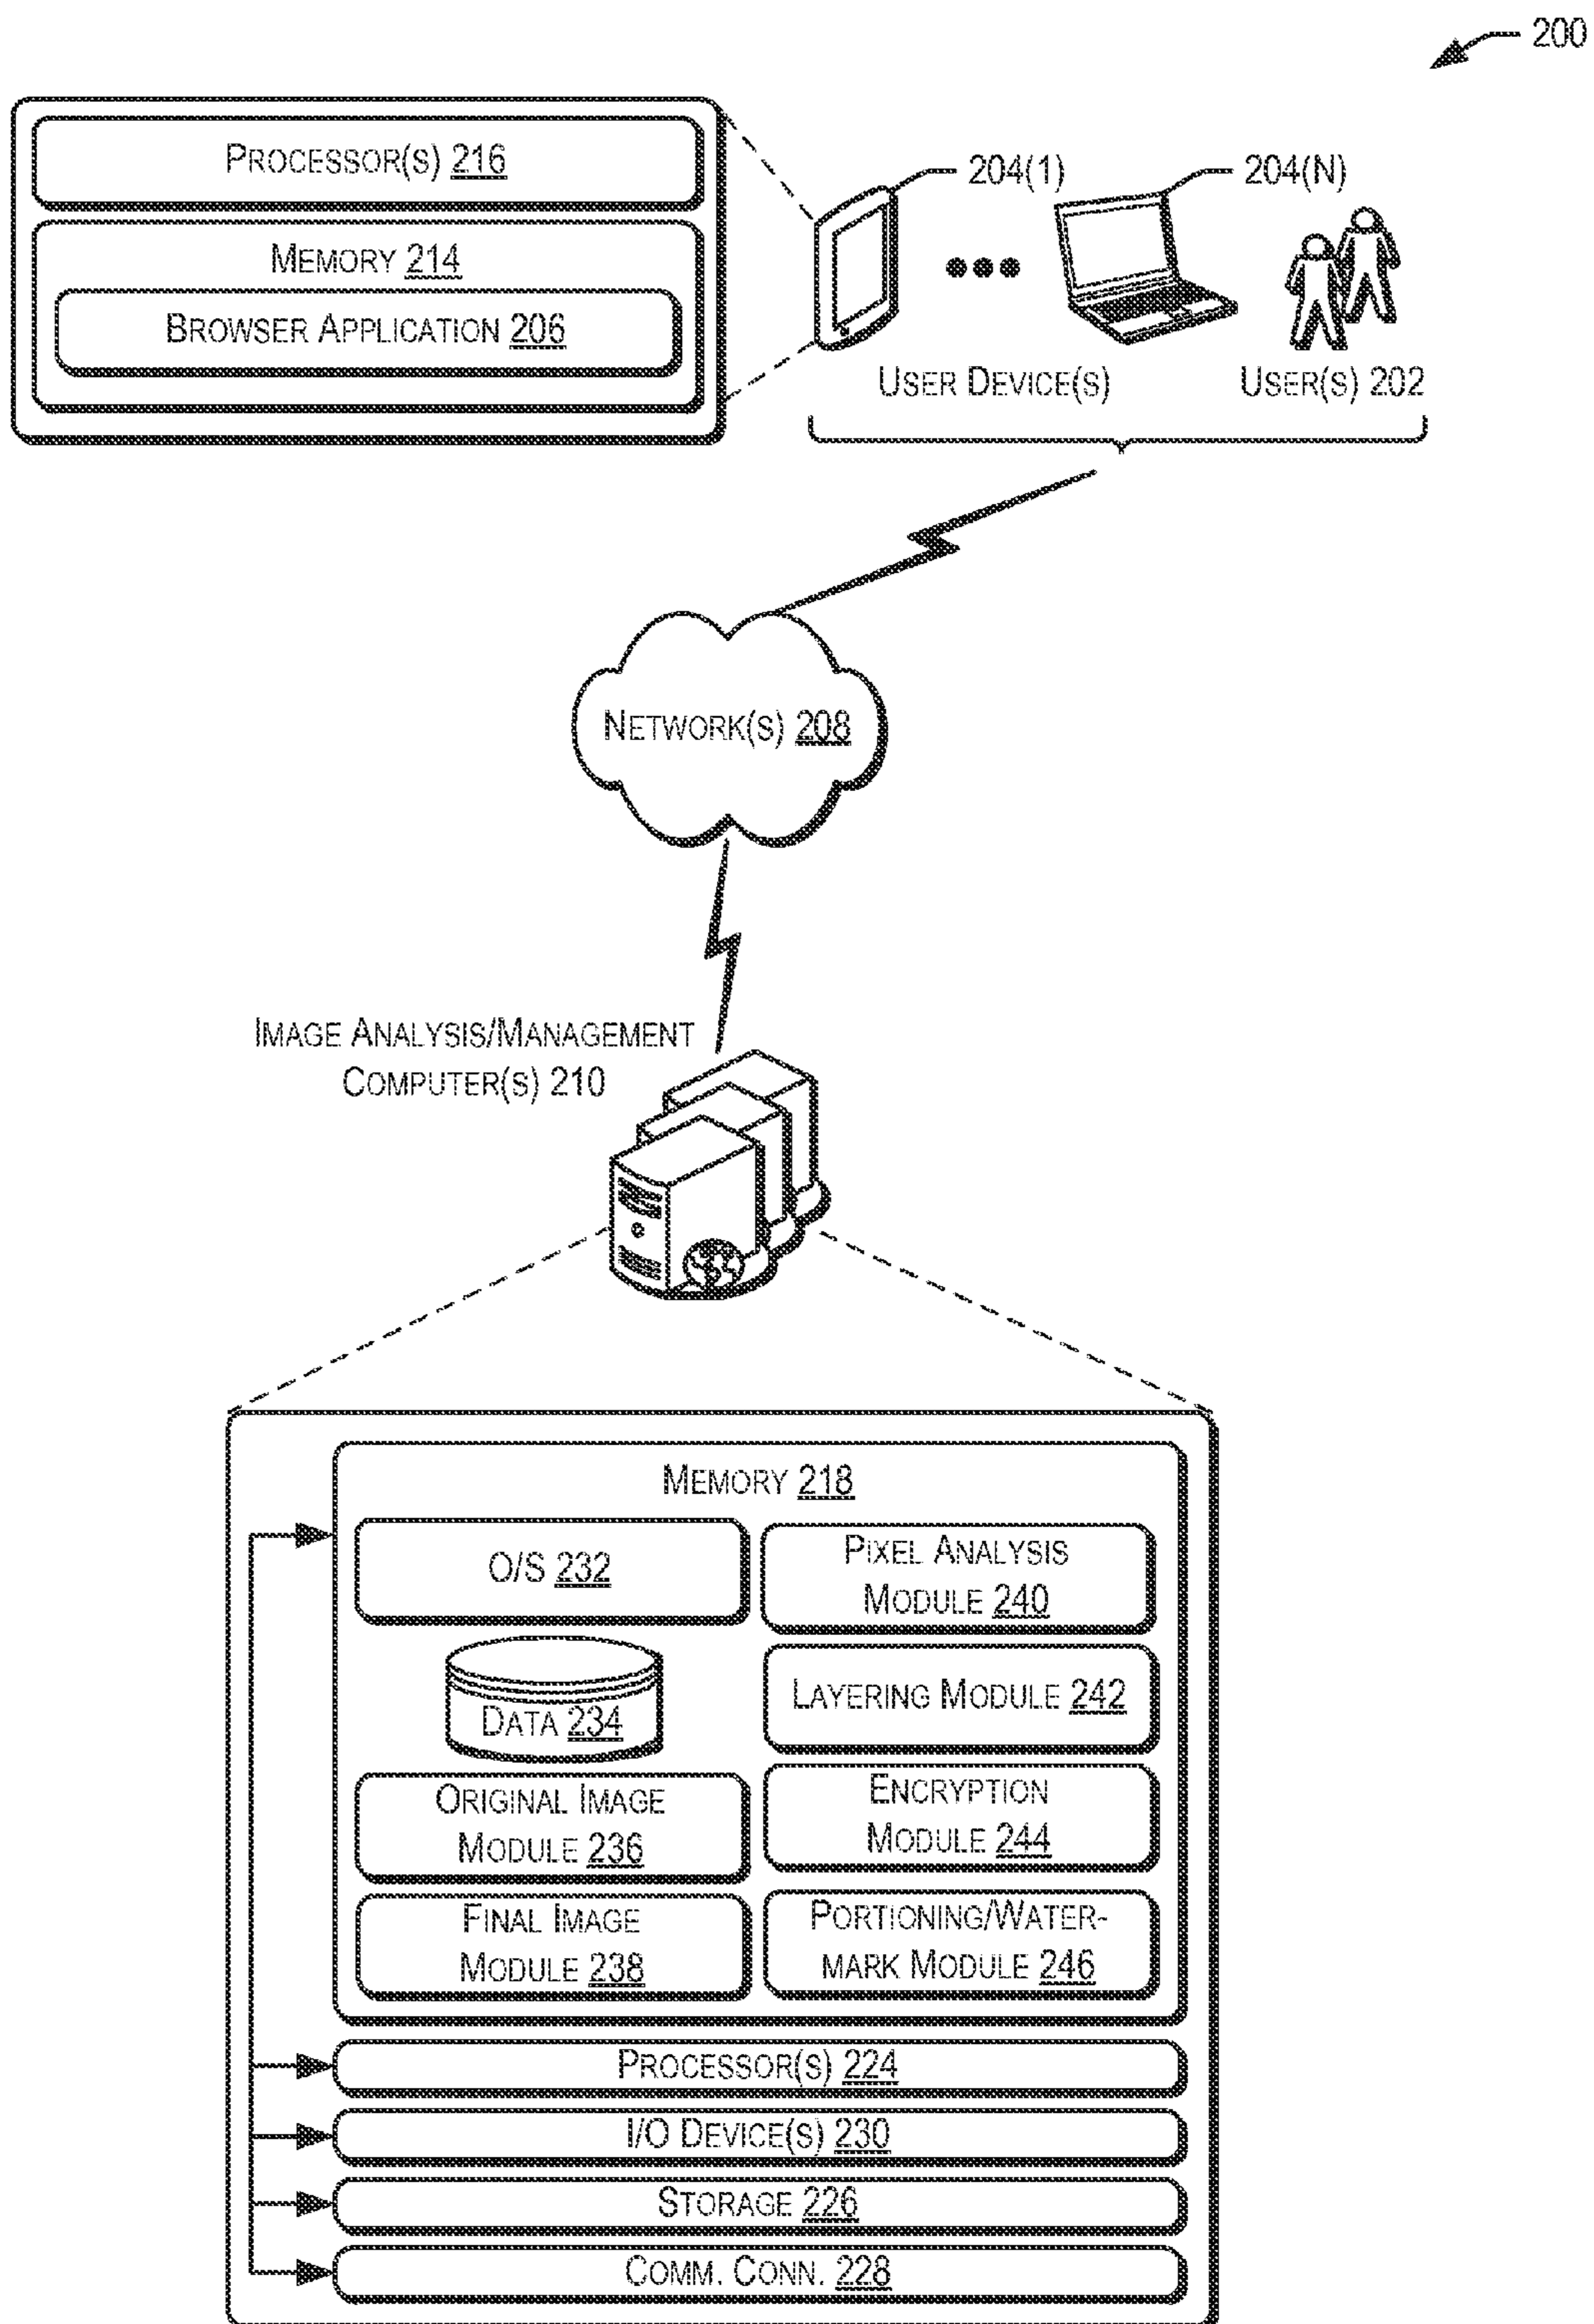 200
PROCESSOR(S) 216
MEMORY 214
BROWSER APPLICATION 206
204(1)
204(N)
USER DEVICE(S)
USER(S) 202
NETWORK(S) 208
IMAGE ANALYSIS/MANAGEMENT
COMPUTER(S) 210
MEMORY 218
O/S 232
DATA 234
ORIGINAL IMAGE
MODULE 236
FINAL IMAGE
MODULE 238
PIXEL ANALYSIS
MODULE 240
LAYERING MODULE 242
ENCRYPTION
MODULE 244
PORTIONING/WATER-
MARK MODULE 246
PROCESSOR(S) 224
I/O DEVICE(S) 230
STORAGE 226
COMM. CONN. 228